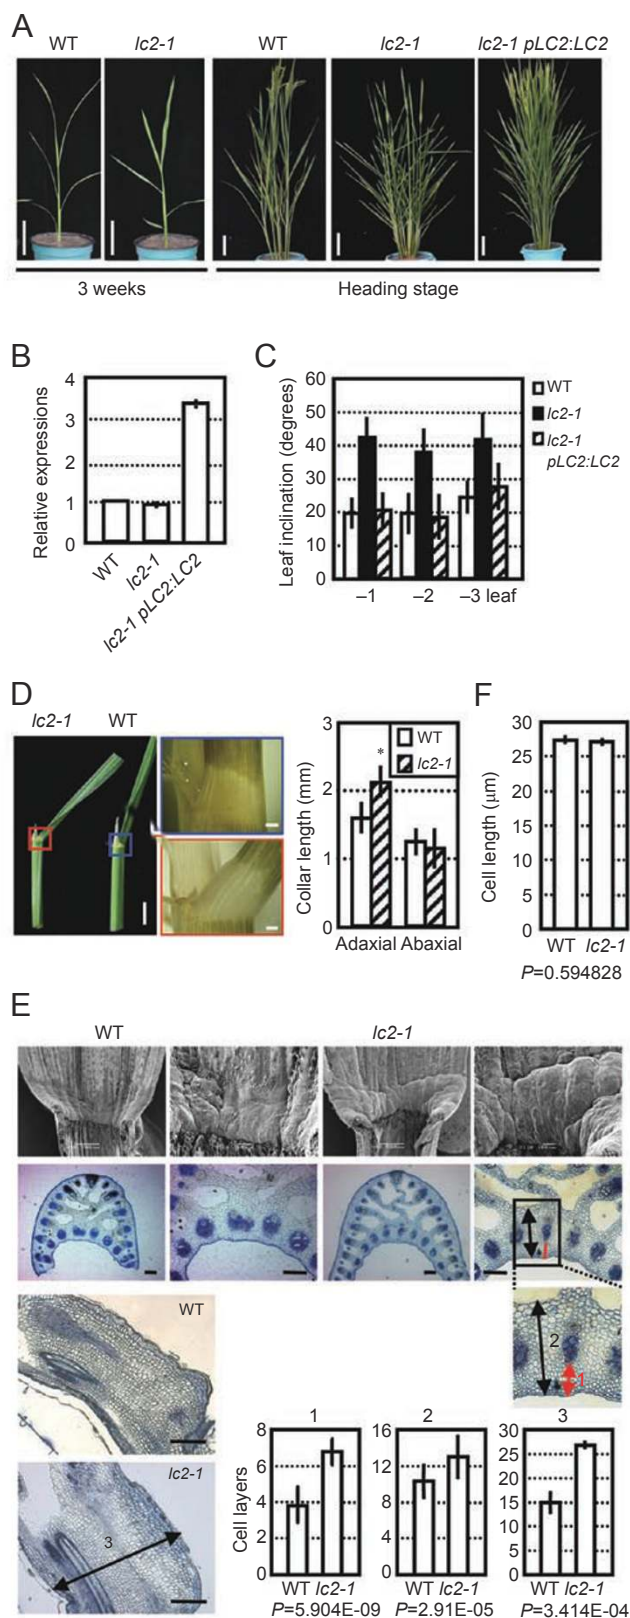 A
WT lc2-1 WT lc2-1 lc2-1 pLC2:LC2
3 weeks Heading stage
B
Relative expressions
4
3
2
1
0
WT lc2-1 lc2-1 pLC2:LC2
C
Leaf inclination (degrees)
60
50
40
30
20
10
0
–1 –2 –3 leaf
WT
lc2-1
lc2-1
pLC2:LC2
D
lc2-1 WT
Collar length (mm)
3
2
1
0
WT
lc2-1
*
Adaxial Abaxial
F
Cell length (µm)
30
25
20
15
10
5
0
WT lc2-1
P=0.594828
E
WT lc2-1
1
2
1
WT
lc2-1
3
Cell layers
1
8
6
4
2
0
WT lc2-1
P=5.904E-09
2
16
12
8
4
0
WT lc2-1
P=2.91E-05
3
30
25
20
15
10
5
0
WT lc2-1
P=3.414E-04